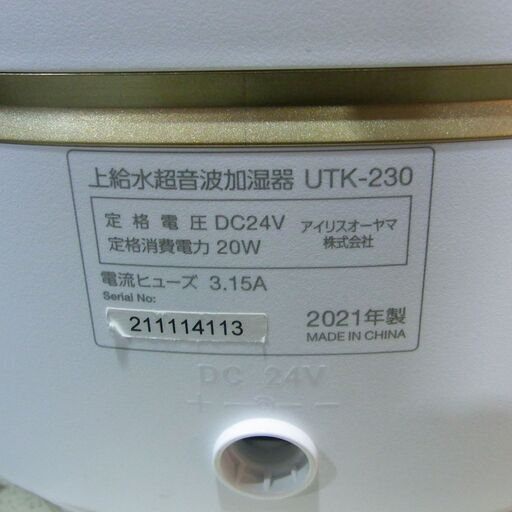 上給水超音波加湿器 UTK-230
定格電圧 DC24V
定格消費電力 20W
アイリスオーヤマ
株式会社
電流ヒューズ 3.15A
Serial No:
211114113
2021年製
MADE IN CHINA
DC 24V